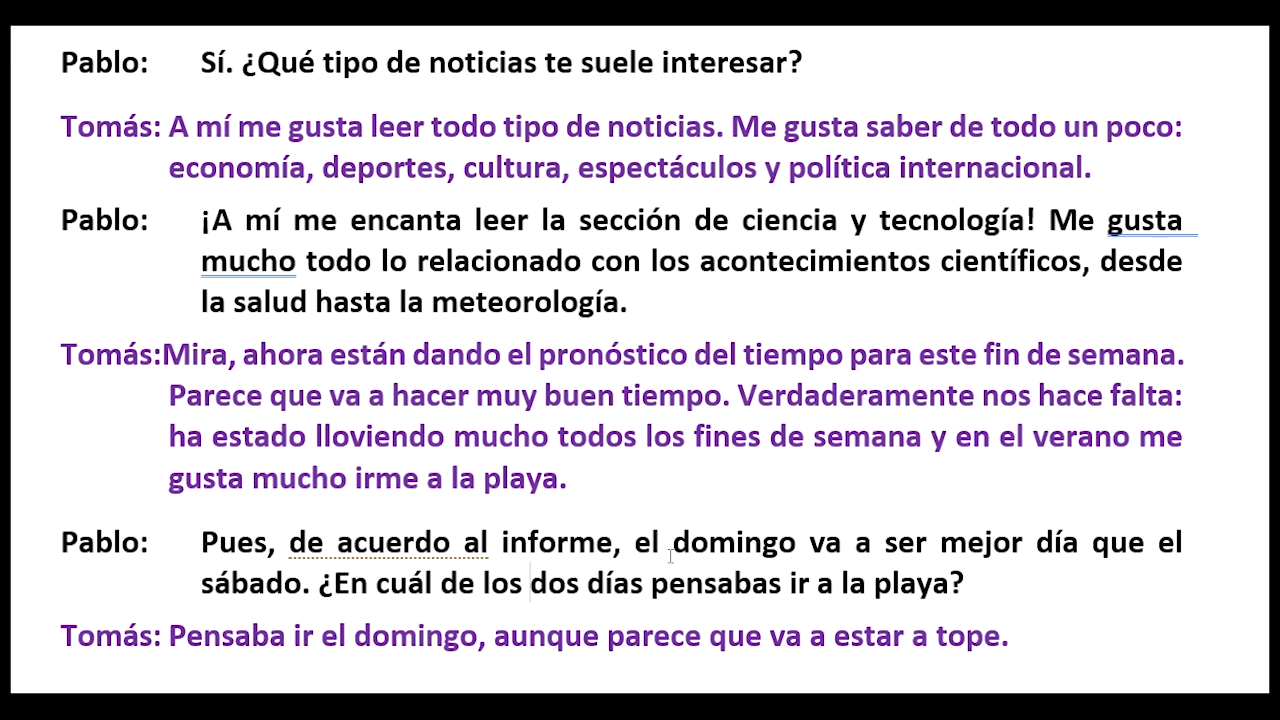 Pablo: Sí. ¿Qué tipo de noticias te suele interesar?
Tomás: A mí me gusta leer todo tipo de noticias. Me gusta saber de todo un poco:
economía, deportes, cultura, espectáculos y política internacional.
Pablo: ¡A mí me encanta leer la sección de ciencia y tecnología! Me gusta
mucho todo lo relacionado con los acontecimientos científicos, desde
la salud hasta la meteorología.
Tomás:Mira, ahora están dando el pronóstico del tiempo para este fin de semana.
Parece que va a hacer muy buen tiempo. Verdaderamente nos hace falta:
ha estado lloviendo mucho todos los fines de semana y en el verano me
gusta mucho irme a la playa.
Pablo: Pues, de acuerdo al informe, el domingo va a ser mejor día que el
sábado. ¿En cuál de los dos días pensabas ir a la playa?
Tomás: Pensaba ir el domingo, aunque parece que va a estar a tope.